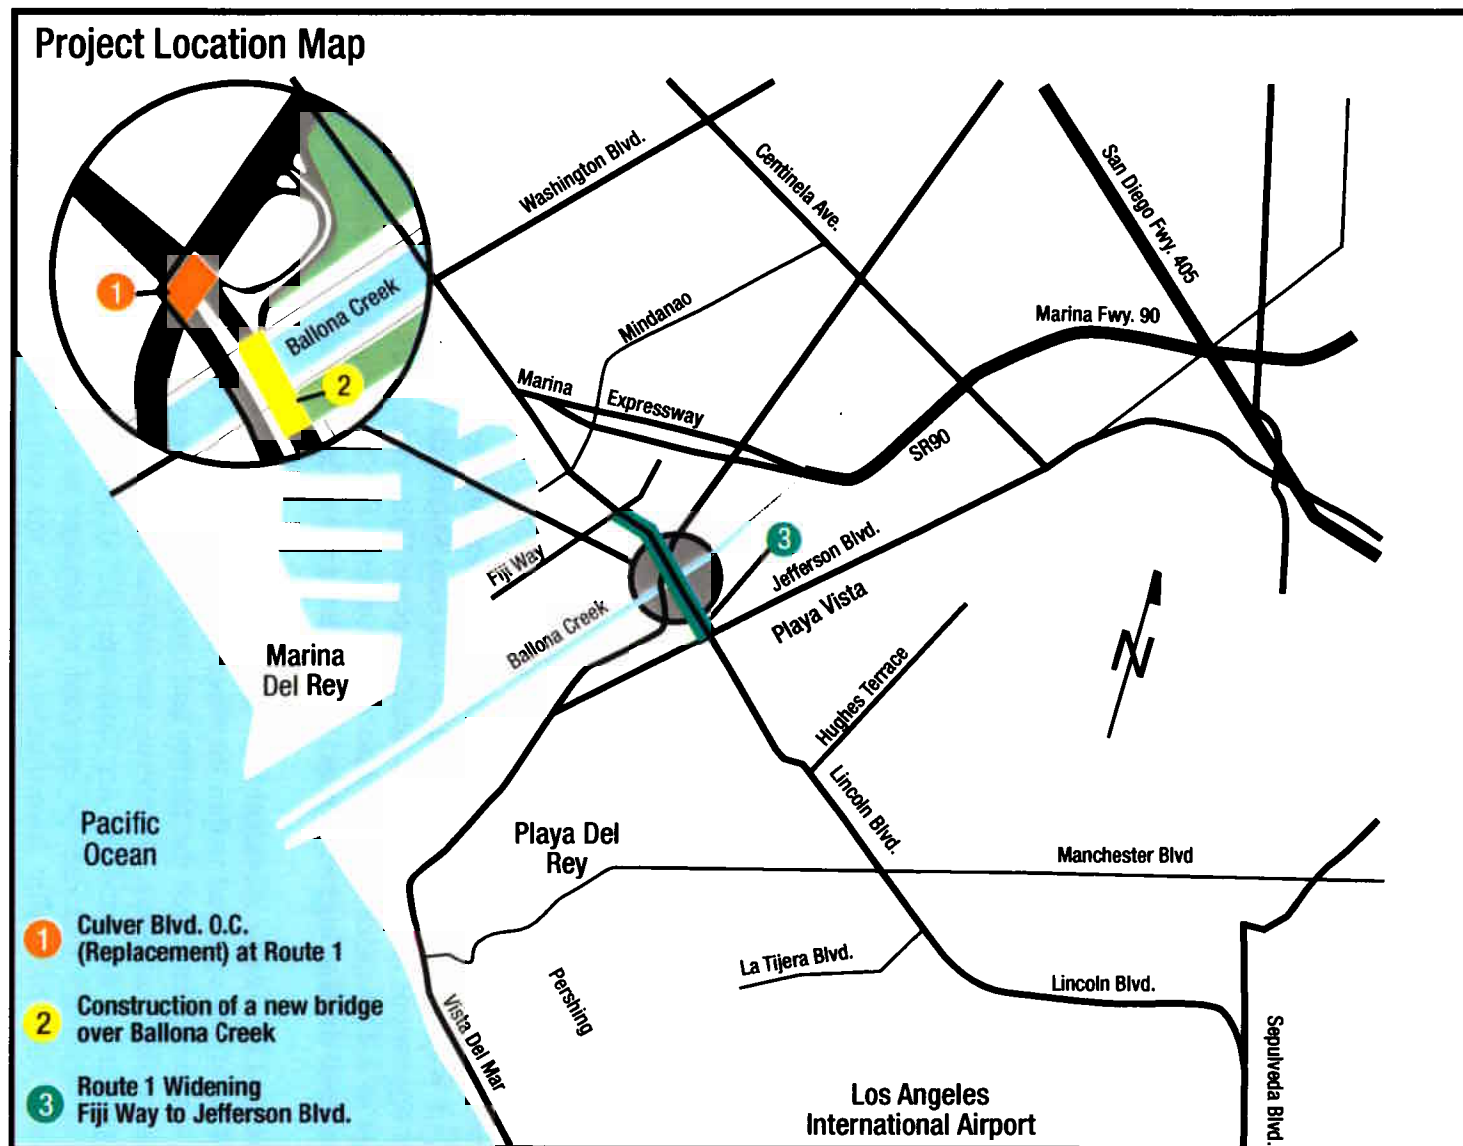 Project Location Map
Washington Blvd.
Centinela Ave.
San Diego Fwy. 405
1
Ballona Creek
Mindanao
Marina Fwy. 90
2
Marina
Expressway
SR90
3
Fiji Way
Jefferson Blvd.
Playa Vista
Ballona Creek
N
Marina
Del Rey
Hughes Terrace
Lincoln Blvd.
Pacific
Ocean
Playa Del
Rey
Manchester Blvd
1
Culver Blvd. O.C.
(Replacement) at Route 1
La Tijera Blvd.
Lincoln Blvd.
Pershing
2
Construction of a new bridge
over Ballona Creek
Vista Del Mar
Sepulveda Blvd.
3
Route 1 Widening
Fiji Way to Jefferson Blvd.
Los Angeles
International Airport